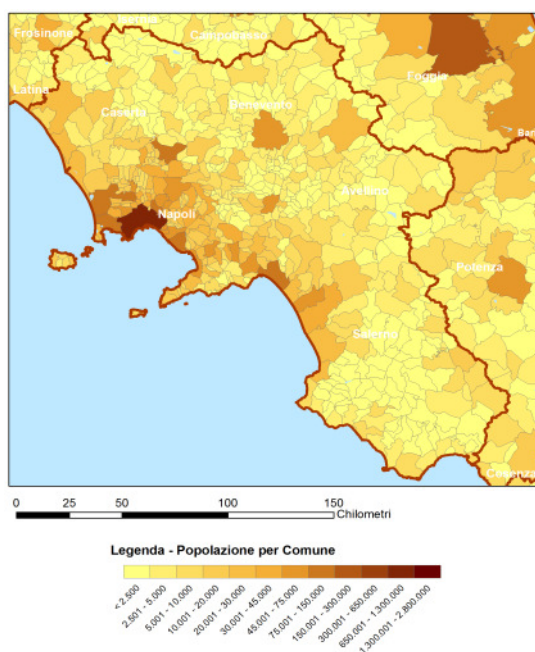 Frosinone
Campobasso
Foggia
Latina
Caserta
Benevento
Bari
Avellino
Napoli
Potenza
Salerno
Cosenza
0 25 50 100 150
Chilometri
Legenda - Popolazione per Comune
< 2.500
2.501 - 5.000
5.001 - 10.000
10.001 - 20.000
20.001 - 30.000
30.001 - 45.000
45.001 - 75.000
75.001 - 150.000
150.001 - 300.000
300.001 - 650.000
650.001 - 1.300.000
1.300.001 - 2.800.000